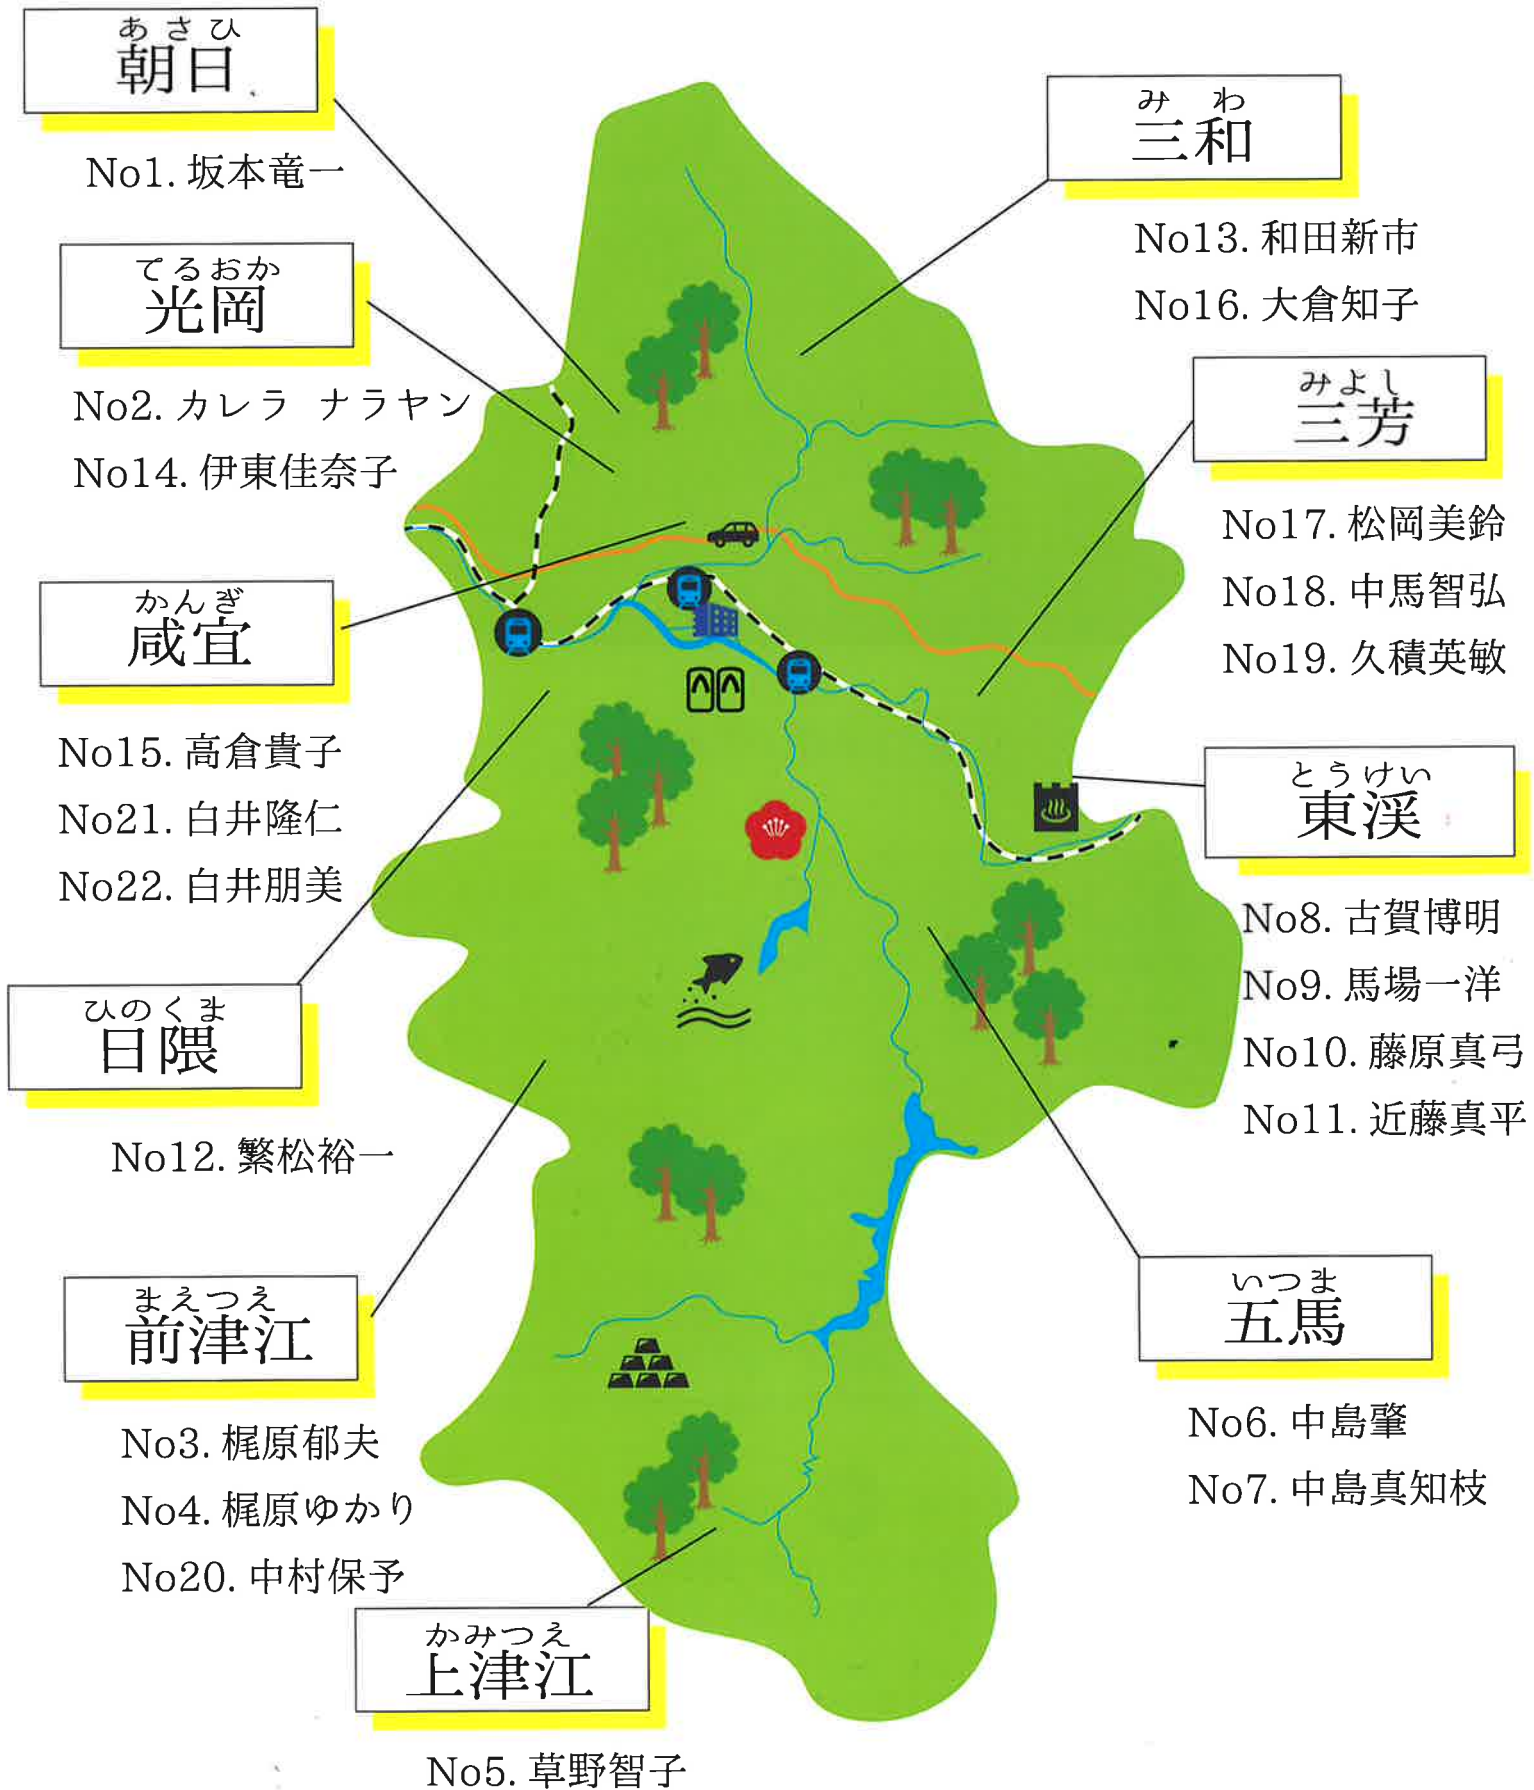 あさひ
朝日
No1. 坂本竜一
てるおか
光岡
No2. カレラ ナラヤン
No14. 伊東佳奈子
かんぎ
咸宜
No15. 高倉貴子
No21. 白井隆仁
No22. 白井朋美
ひのくま
日隈
No12. 繁松裕一
まえつえ
前津江
No3. 梶原郁夫
No4. 梶原ゆかり
No20. 中村保予
かみつえ
上津江
No5. 草野智子
みわ
三和
No13. 和田新市
No16. 大倉知子
みよし
三芳
No17. 松岡美鈴
No18. 中馬智弘
No19. 久積英敏
とうけい
東渓
No8. 古賀博明
No9. 馬場一洋
No10. 藤原真弓
No11. 近藤真平
いつま
五馬
No6. 中島肇
No7. 中島真知枝